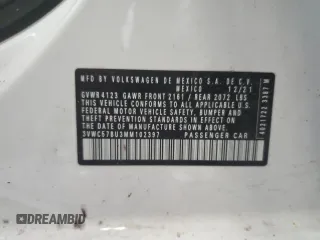 MFD BY VOLKSWAGEN DE MEXICO S.A. DE C.V.
MEXICO 12/21
GVWR 4123 GAWR FRONT 2161 / REAR 2072 LBS
THIS VEHICLE CONFORMS TO ALL APPLICABLE U.S.
FEDERAL MOTOR VEHICLE SAFETY, BUMPER, AND
THEFT PREVENTION STANDARDS IN EFFECT ON THE
DATE OF MANUFACTURE SHOWN ABOVE.
3VWC57BU3NM102397 PASSENGER CAR
© DREAMBID